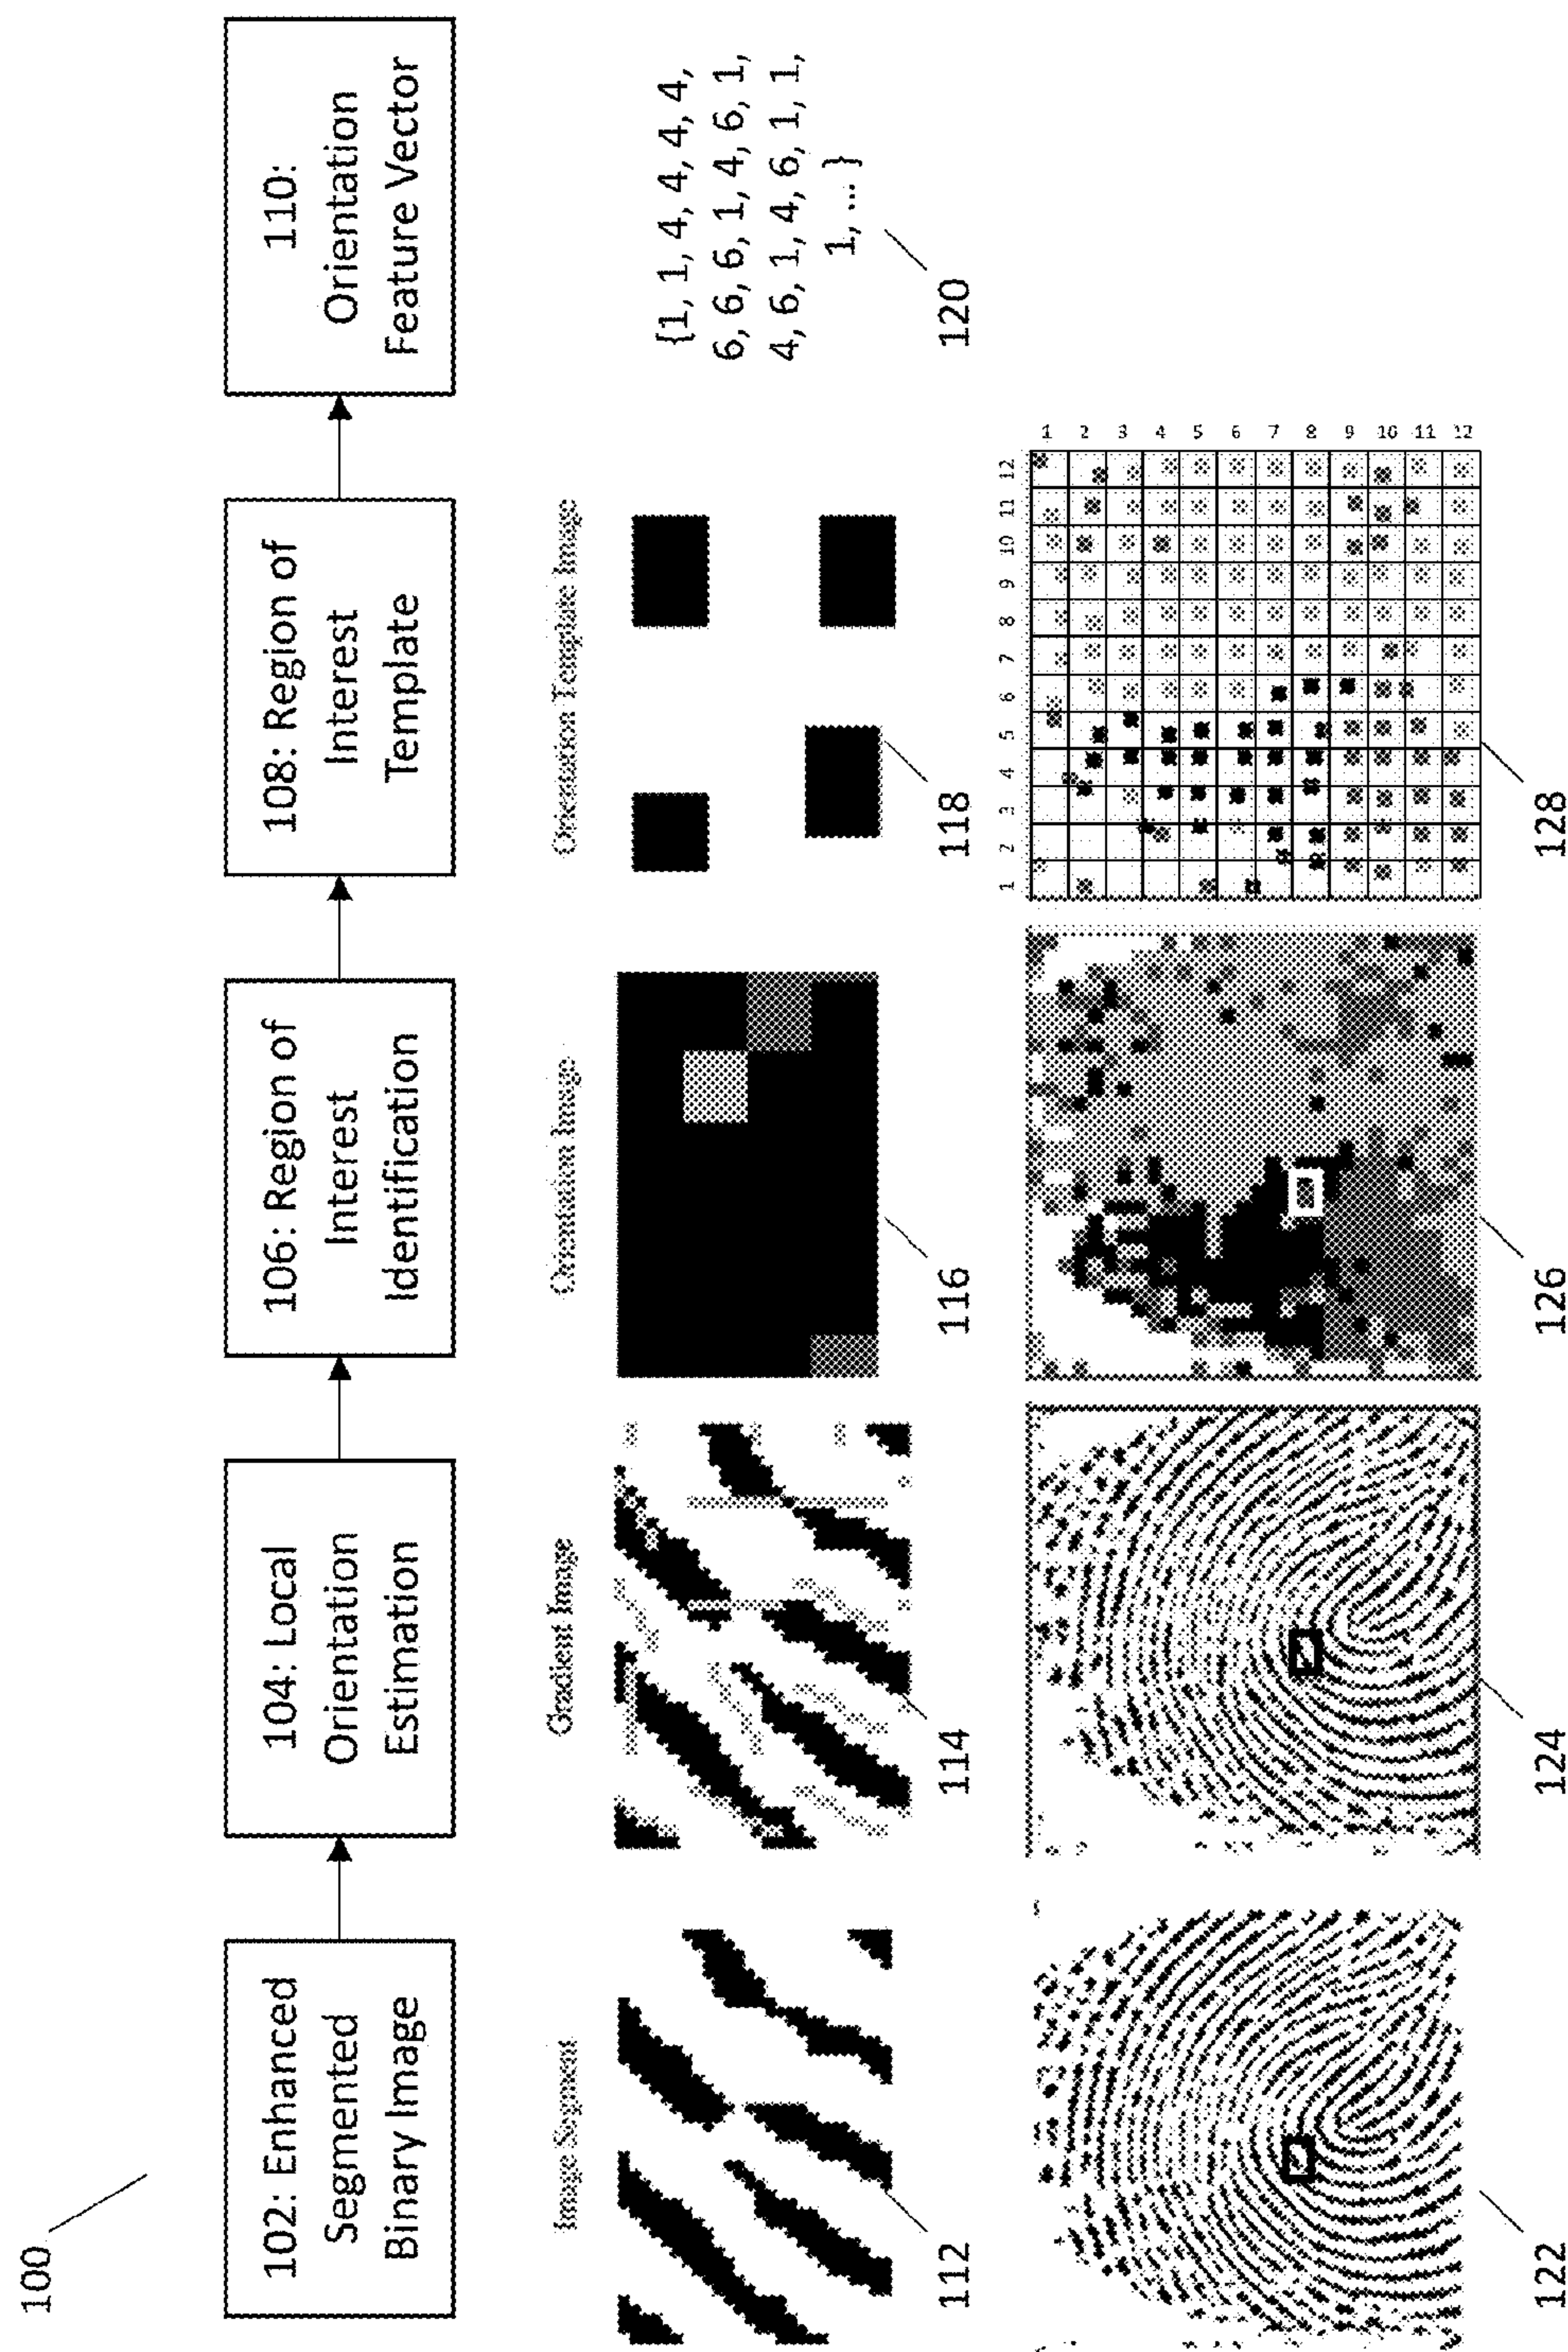 100
102: Enhanced
Segmented
Binary Image
104: Local
Orientation
Estimation
106: Region of
Interest
Identification
108: Region of
Interest
Template
110:
Orientation
Feature Vector
Image Segment
Gradient Image
Orientation Image
Orientation Template Image
{1, 1, 4, 4, 4, 4,
6, 6, 6, 1, 4, 6, 1,
4, 6, 1, 4, 6, 1, 1,
1, ... }
112
114
116
118
120
1 2 3 4 5 6 7 8 9 10 11 12
1
2
3
4
5
6
7
8
9
10
11
12
122
124
126
128